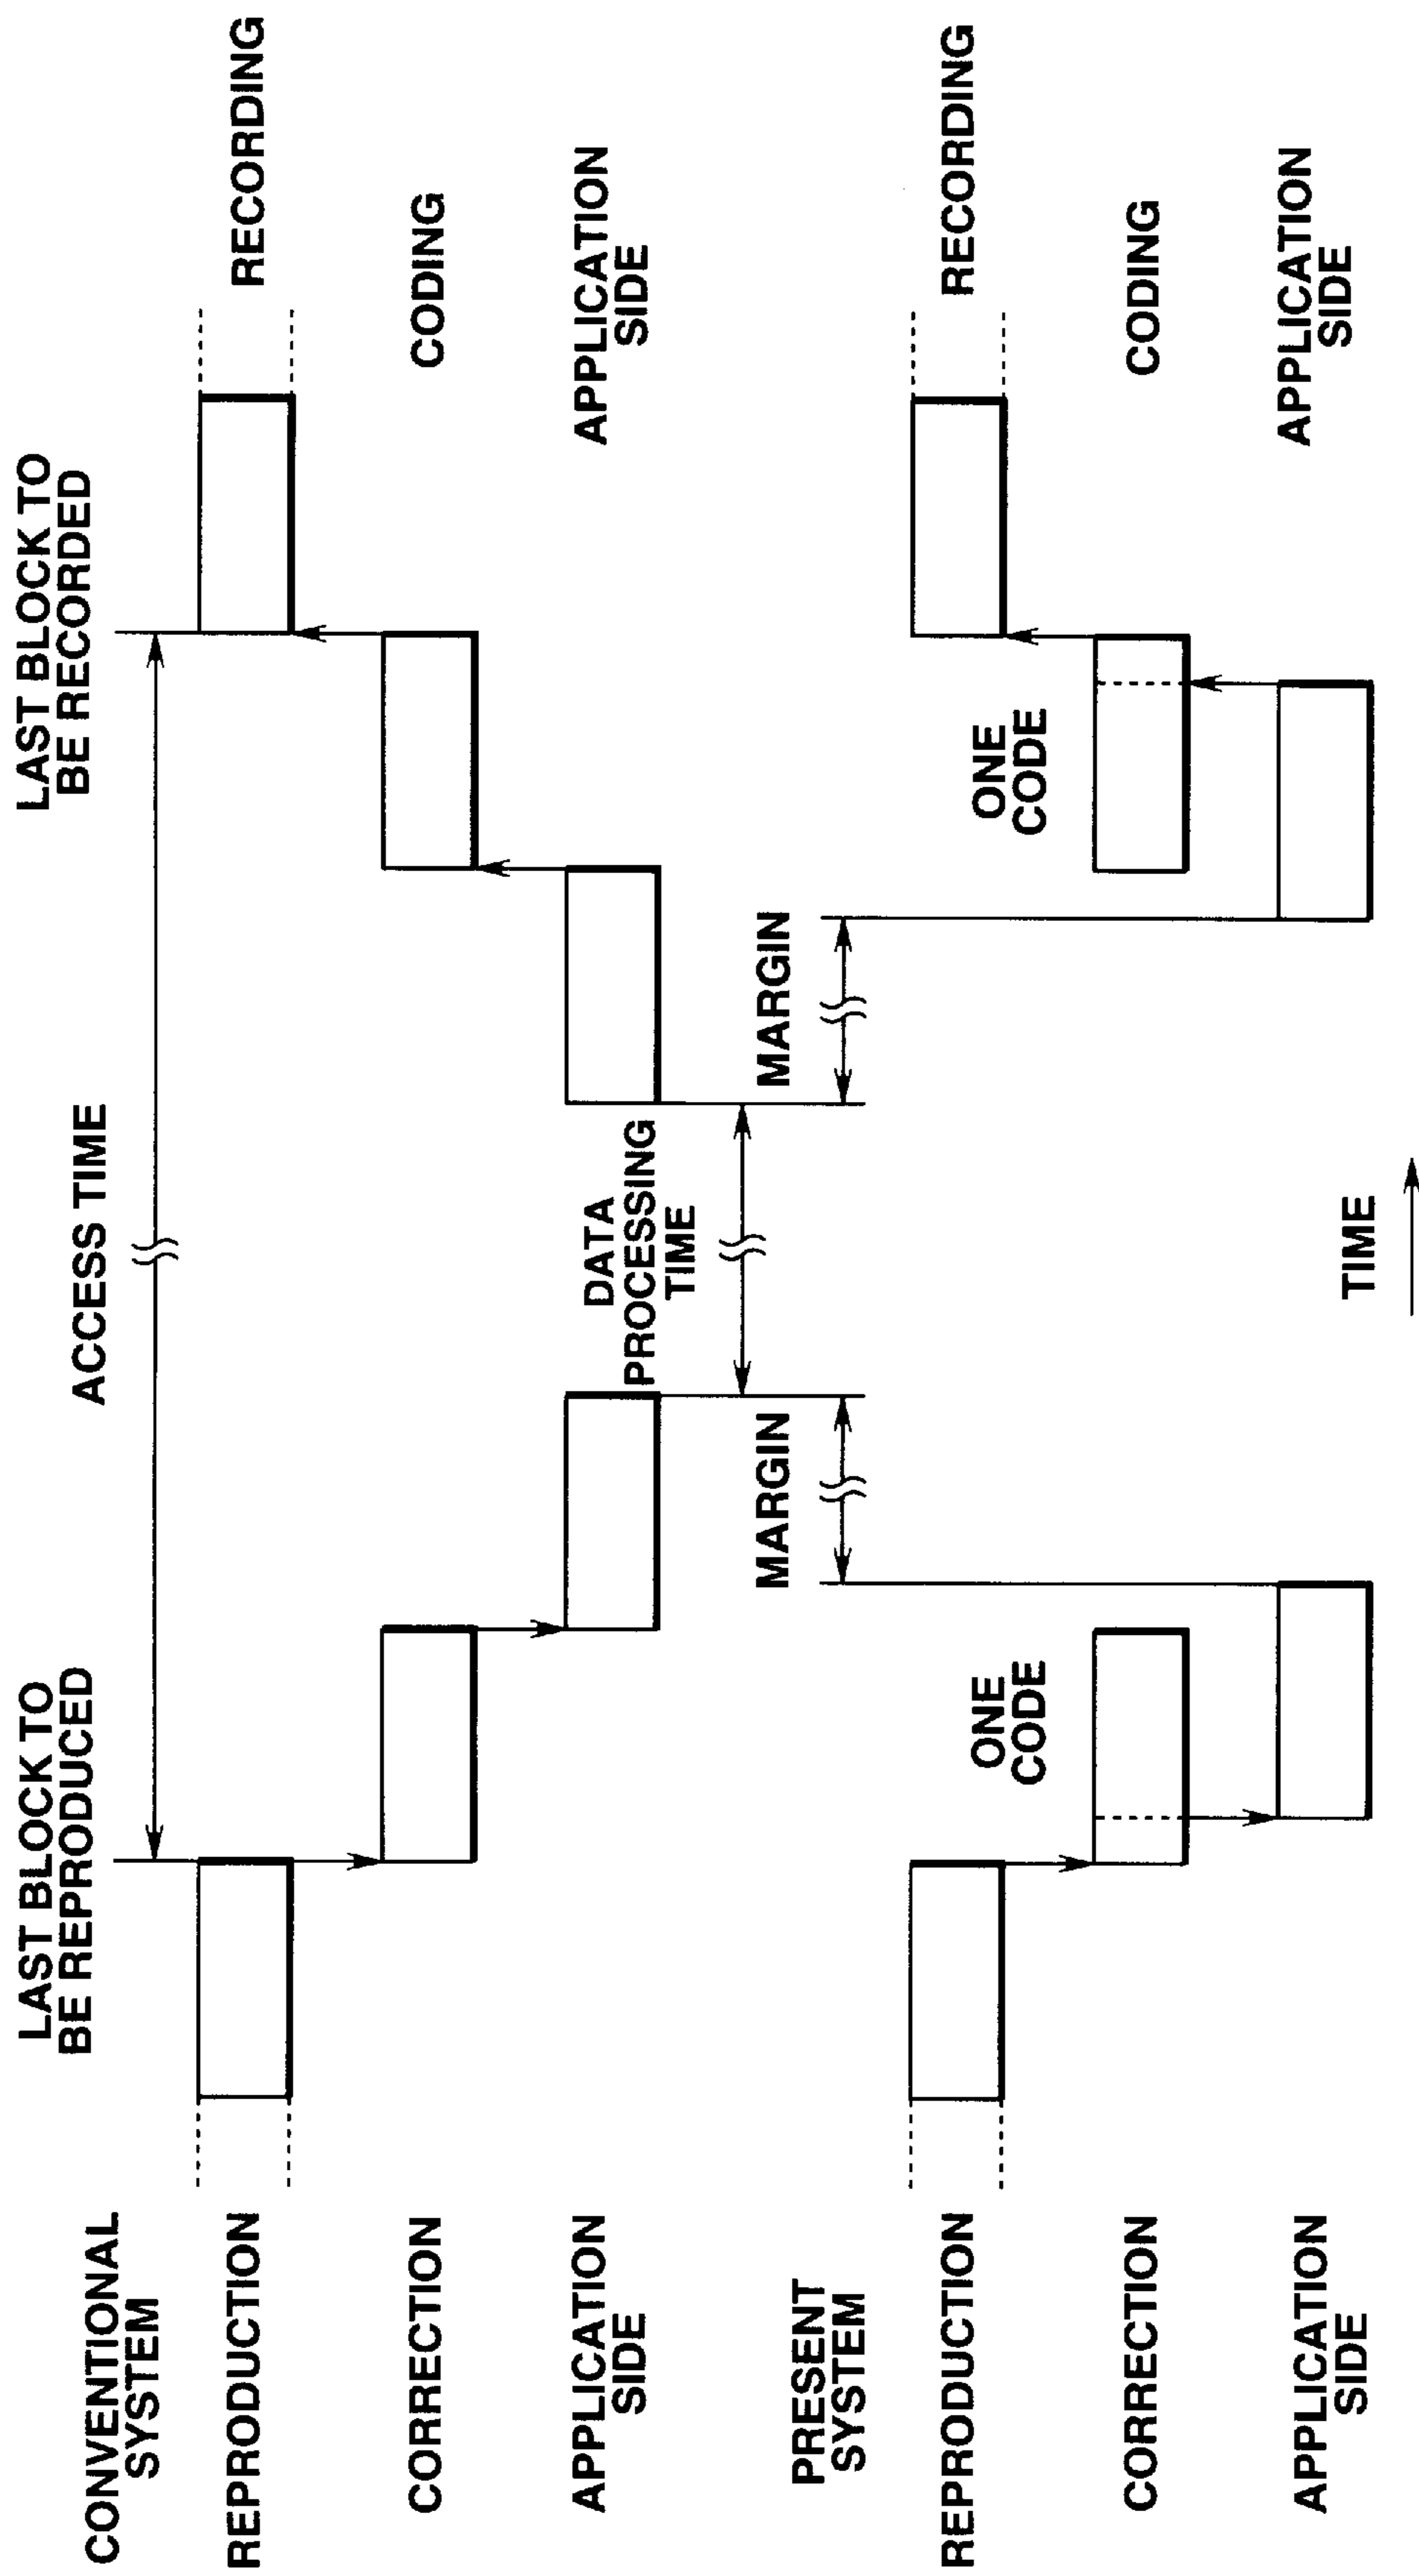 LAST BLOCK TO
BE REPRODUCED
ACCESS TIME
LAST BLOCK TO
BE RECORDED
CONVENTIONAL
SYSTEM
REPRODUCTION
RECORDING
CORRECTION
CODING
APPLICATION
SIDE
DATA
PROCESSING
TIME
APPLICATION
SIDE
MARGIN
MARGIN
PRESENT
SYSTEM
REPRODUCTION
RECORDING
ONE
CODE
ONE
CODE
CORRECTION
CODING
APPLICATION
SIDE
APPLICATION
SIDE
TIME